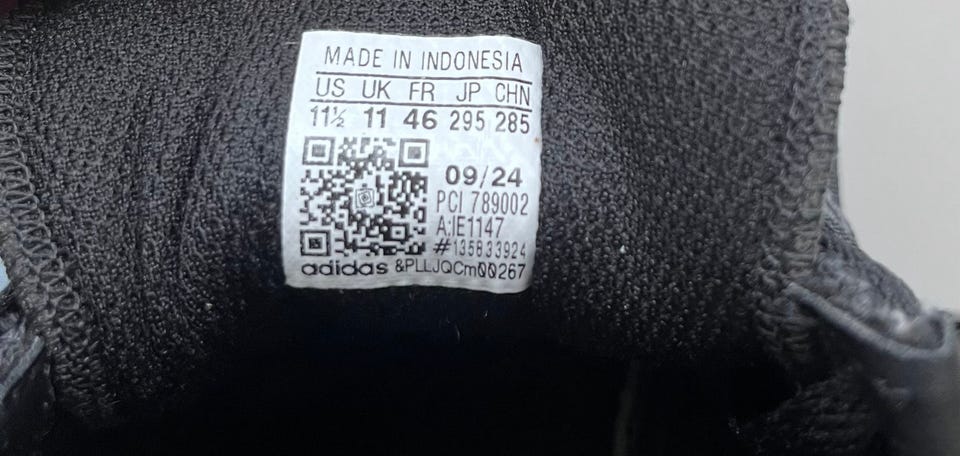 MADE IN INDONESIA
US UK FR JP CHN
11½ 11 46 295 285
09/24
PCI 789002
A:IE1147
#135833924
adidas &PLLJQCm00267